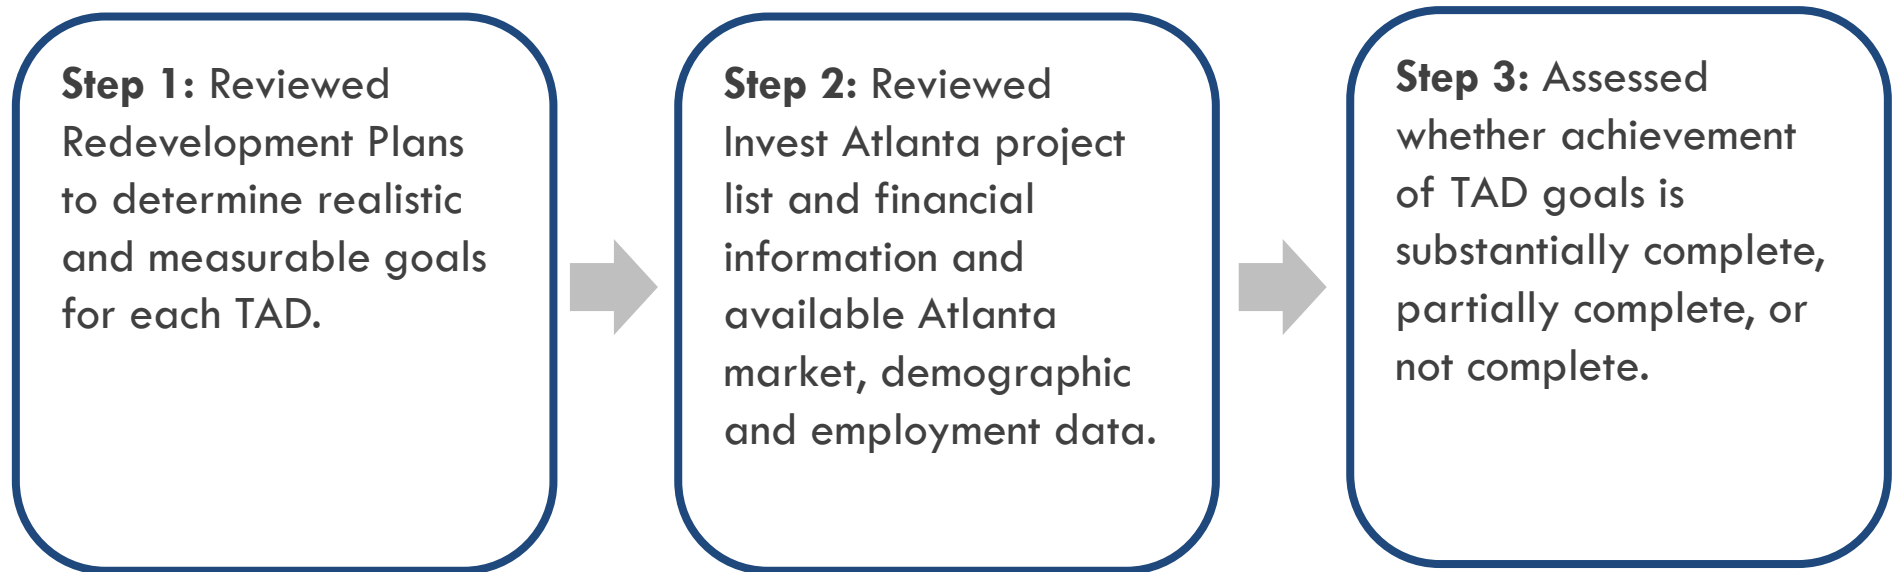 Step 1: Reviewed
Redevelopment Plans
to determine realistic
and measurable goals
for each TAD.
Step 2: Reviewed
Invest Atlanta project
list and financial
information and
available Atlanta
market, demographic
and employment data.
Step 3: Assessed
whether achievement
of TAD goals is
substantially complete,
partially complete, or
not complete.